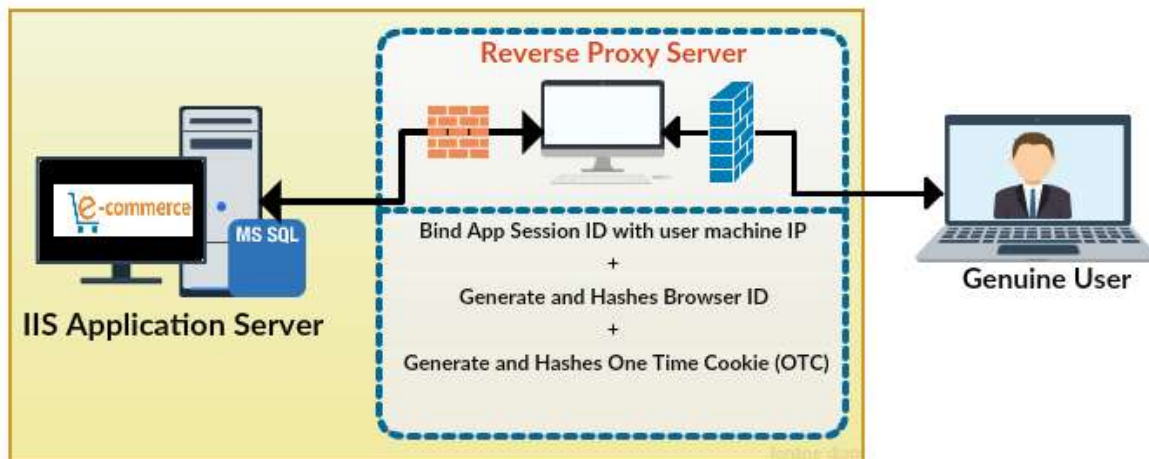 Reverse Proxy Server
e-commerce
MS SQL
IIS Application Server
Bind App Session ID with user machine IP
+
Generate and Hashes Browser ID
+
Generate and Hashes One Time Cookie (OTC)
Genuine User